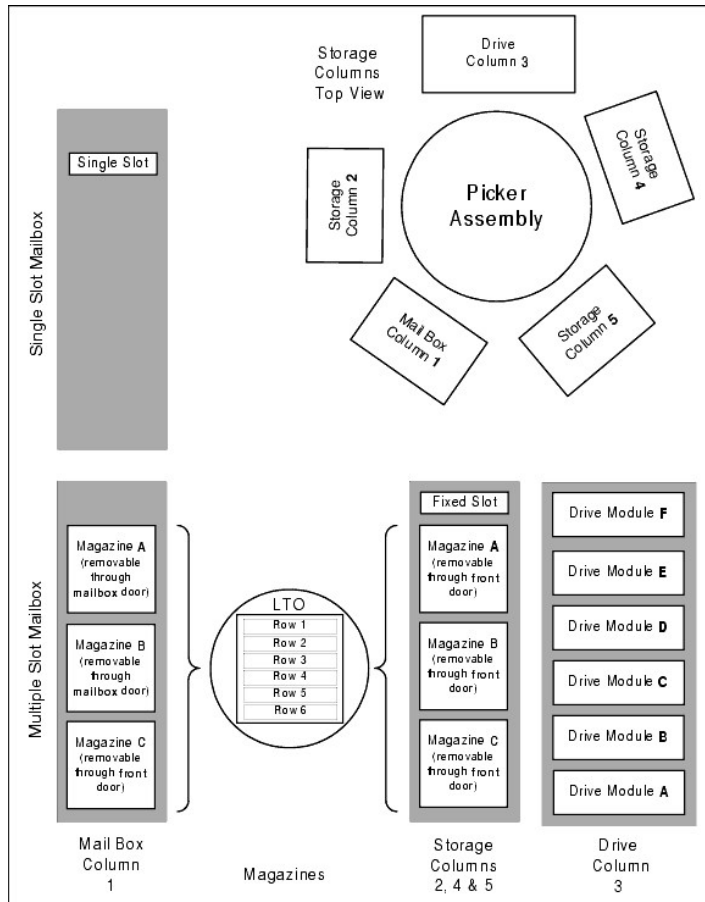 Storage
Columns
Top View
Drive
Column 3
Storage
Column 4
Storage
Column 2
Picker
Assembly
Mail Box
Column 1
Storage
Column 5
Single Slot Mailbox
Single Slot
Multiple Slot Mailbox
Magazine A
(removable
through
mailbox door)
Magazine B
(removable
through
mailbox door)
Magazine C
(removable
through front
door)
LTO
Row 1
Row 2
Row 3
Row 4
Row 5
Row 6
Fixed Slot
Magazine A
(removable
through front
door)
Magazine B
(removable
through front
door)
Magazine C
(removable
through front
door)
Drive Module F
Drive Module E
Drive Module D
Drive Module C
Drive Module B
Drive Module A
Mail Box
Column
1
Magazines
Storage
Columns
2, 4 & 5
Drive
Column
3